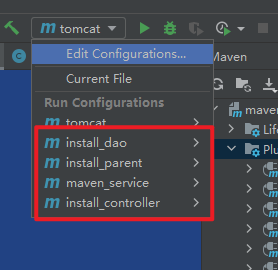 tomcat
Edit Configurations...
Maven
Current File
Run Configurations
tomcat
install_dao
install_parent
maven_service
install_controller
maven
Life
Plu